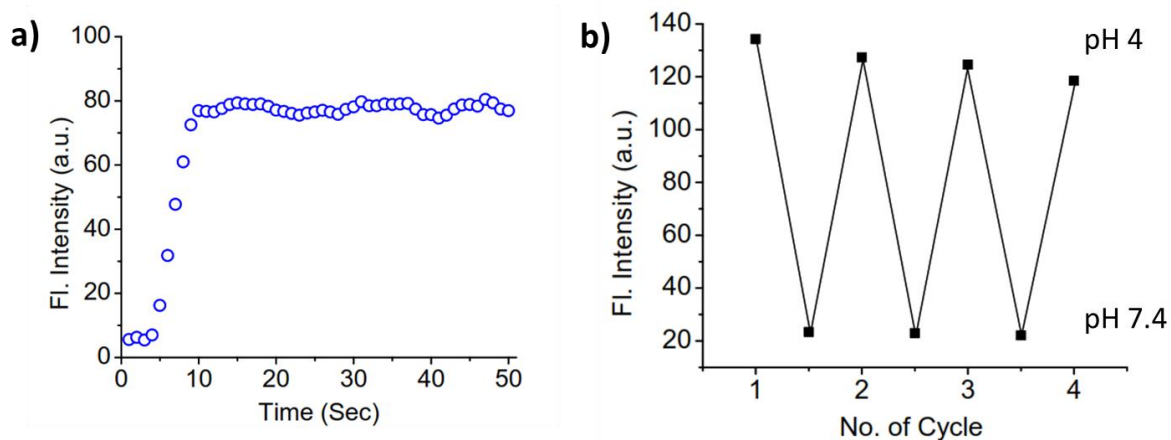 a)
100
80
60
40
20
0
Fl. Intensity (a.u.)
0 10 20 30 40 50
Time (Sec)
b)
140
120
100
80
60
40
20
Fl. Intensity (a.u.)
pH 4
pH 7.4
1 2 3 4
No. of Cycle